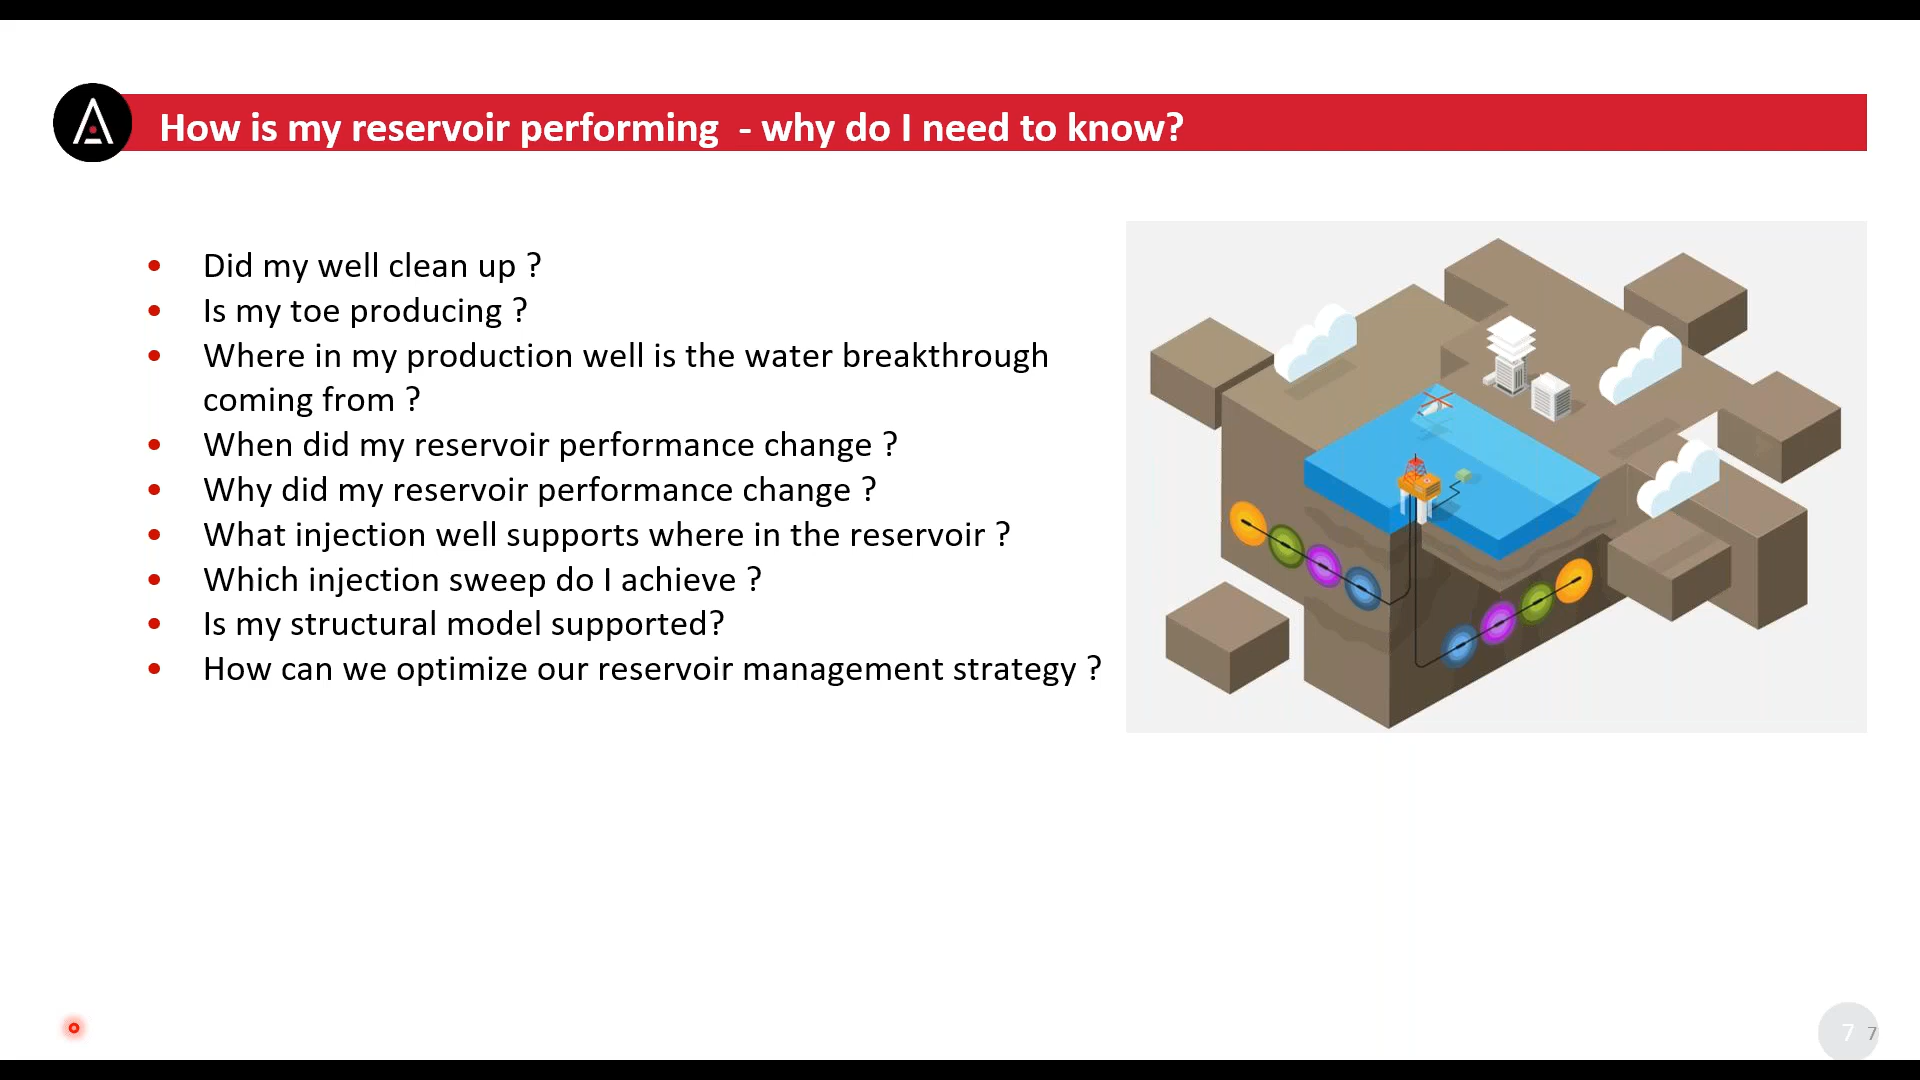 How is my reservoir performing - why do I need to know?
Did my well clean up ?
Is my toe producing ?
Where in my production well is the water breakthrough
coming from ?
When did my reservoir performance change ?
Why did my reservoir performance change ?
What injection well supports where in the reservoir ?
Which injection sweep do I achieve ?
Is my structural model supported?
How can we optimize our reservoir management strategy ?
7 7